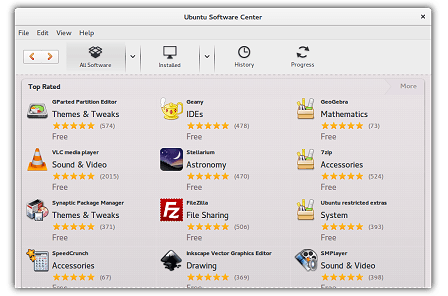 Ubuntu Software Center
File Edit View Help
All Software Installed History Progress
Top Rated More
GParted Partition Editor
Themes & Tweaks
(574)
Free
Geany
IDEs
(478)
Free
GeoGebra
Mathematics
(73)
Free
VLC media player
Sound & Video
(2015)
Free
Stellarium
Astronomy
(470)
Free
7zip
Accessories
(524)
Free
Synaptic Package Manager
Themes & Tweaks
(371)
Free
FileZilla
File Sharing
(506)
Free
Ubuntu restricted extras
System
(393)
Free
SpeedCrunch
Accessories
(67)
Free
Inkscape Vector Graphics Editor
Drawing
(369)
Free
SMPlayer
Sound & Video
(398)
Free